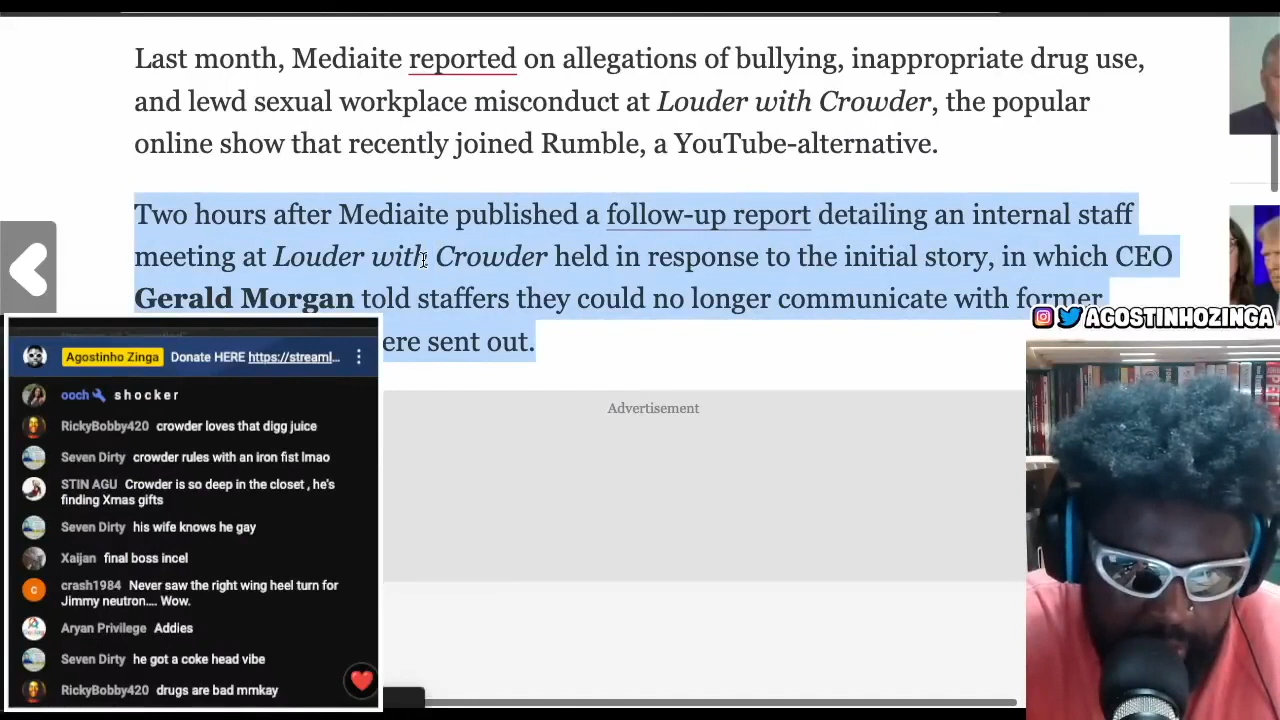 Last month, Mediaite reported on allegations of bullying, inappropriate drug use,
and lewd sexual workplace misconduct at Louder with Crowder, the popular
online show that recently joined Rumble, a YouTube-alternative.
Two hours after Mediaite published a follow-up report detailing an internal staff
meeting at Louder with Crowder held in response to the initial story, in which CEO
Gerald Morgan told staffers they could no longer communicate with former
ere sent out.
Advertisement
AGOSTINHOZINGA
Agostinho Zinga Donate HERE https://streaml...
ooch s h o c k e r
RickyBobby420 crowder loves that digg juice
Seven Dirty crowder rules with an iron fist lmao
STIN AGU Crowder is so deep in the closet , he's
finding Xmas gifts
Seven Dirty his wife knows he gay
Xaijan final boss incel
crash1984 Never saw the right wing heel turn for
Jimmy neutron.... Wow.
Aryan Privilege Addies
Seven Dirty he got a coke head vibe
RickyBobby420 drugs are bad mmkay